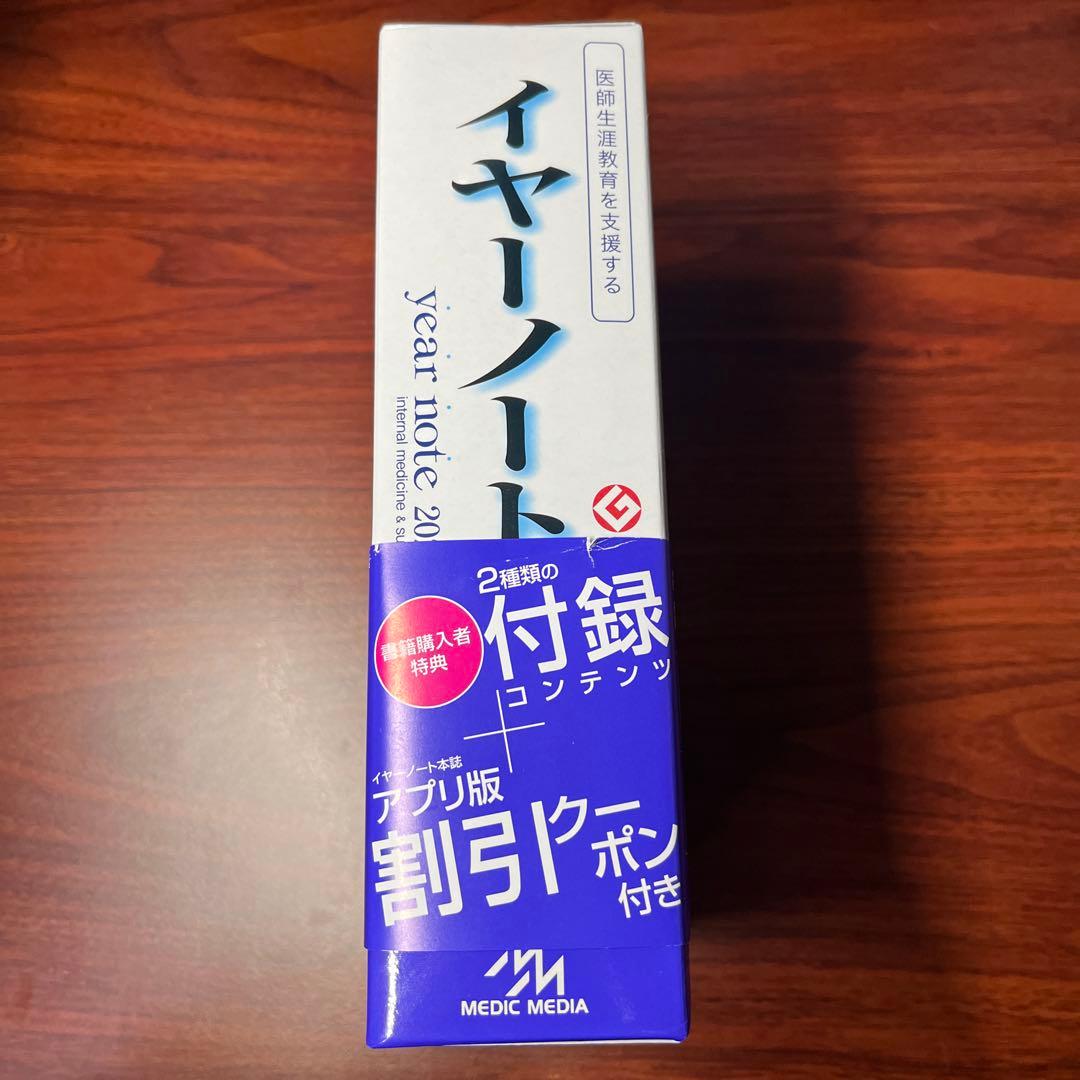 医師生涯教育を支援する
イヤーノート
year note 20
internal medicine & su
2種類の
付録
コンテンツ
書籍購入者
特典
イヤーノート本誌
アプリ版
割引クーポン付き
MEDIC MEDIA